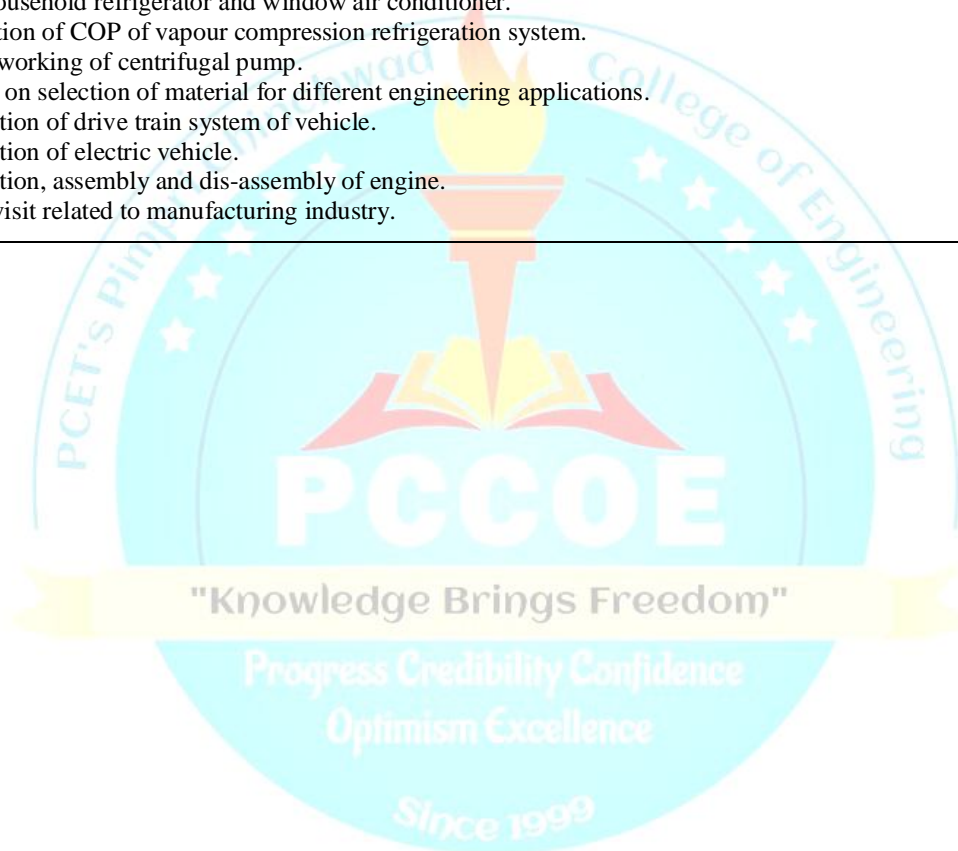 ousehold refrigerator and window air conditioner.
tion of COP of vapour compression refrigeration system.
working of centrifugal pump.
on selection of material for different engineering applications.
tion of drive train system of vehicle.
tion of electric vehicle.
tion, assembly and dis-assembly of engine.
visit related to manufacturing industry.
PCET's Pimpri Chinchwad College of Engineering
PCCOE
"Knowledge Brings Freedom"
Progress Credibility Confidence
Optimism Excellence
Since 1999